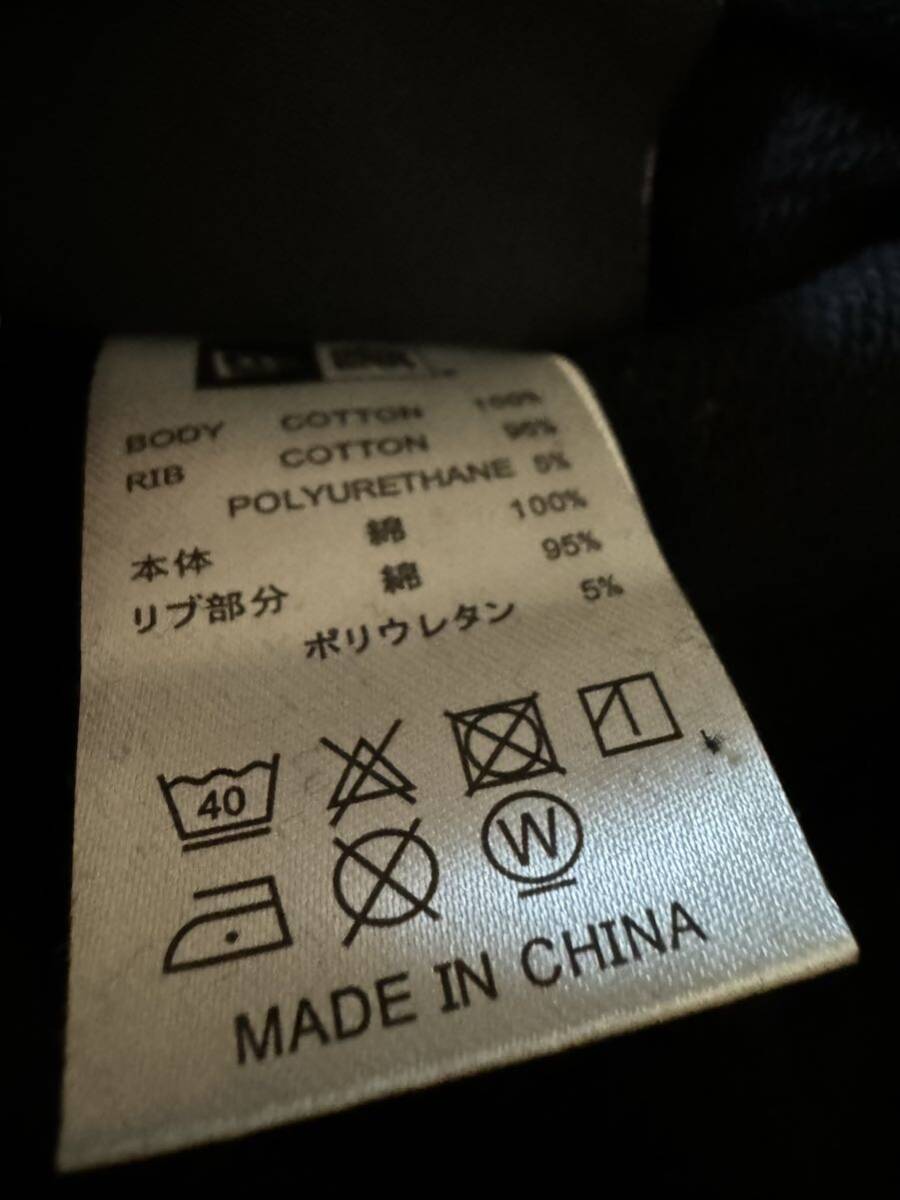 BODY COTTON 100%
RIB COTTON 95%
POLYURETHANE 5%
本体 綿 100%
リブ部分 綿 95%
ポリウレタン 5%
40
W
MADE IN CHINA